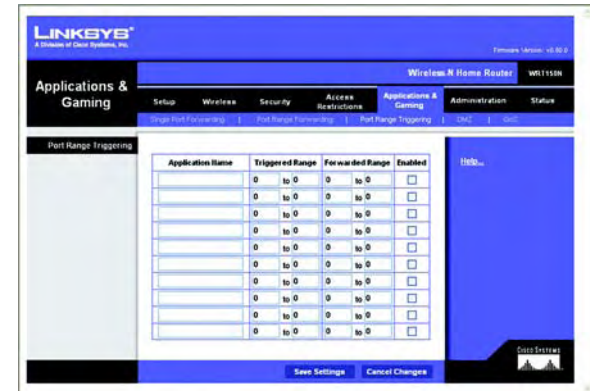 LINKSYS®
A Division of Cisco Systems, Inc.
Firmware Version: v0.00.0
Wireless-N Home Router WRT150N
Applications & Gaming
Setup Wireless Security Access Restrictions Applications & Gaming Administration Status
Single Port Forwarding | Port Range Forwarding | Port Range Triggering | DMZ | QoS
Port Range Triggering
Application Name Triggered Range Forwarded Range Enabled
Help...
0 to 0 0 to 0
0 to 0 0 to 0
0 to 0 0 to 0
0 to 0 0 to 0
0 to 0 0 to 0
0 to 0 0 to 0
0 to 0 0 to 0
0 to 0 0 to 0
0 to 0 0 to 0
0 to 0 0 to 0
Save Settings Cancel Changes
CISCO SYSTEMS